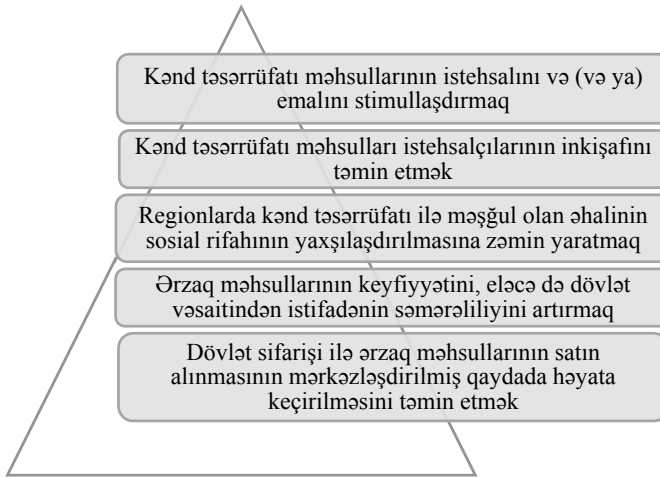 Kənd təsərrüfatı məhsullarının istehsalını və (və ya)
emalını stimullaşdırmaq
Kənd təsərrüfatı məhsulları istehsalçılarının inkişafını
təmin etmək
Regionlarda kənd təsərrüfatı ilə məşğul olan əhalinin
sosial rifahının yaxşılaşdırılmasına zəmin yaratmaq
Ərzaq məhsullarının keyfiyyətini, eləcə də dövlət
vəsaitindən istifadənin səmərəliliyini artırmaq
Dövlət sifarişi ilə ərzaq məhsullarının satın
alınmasının mərkəzləşdirilmiş qaydada həyata
keçirilməsini təmin etmək